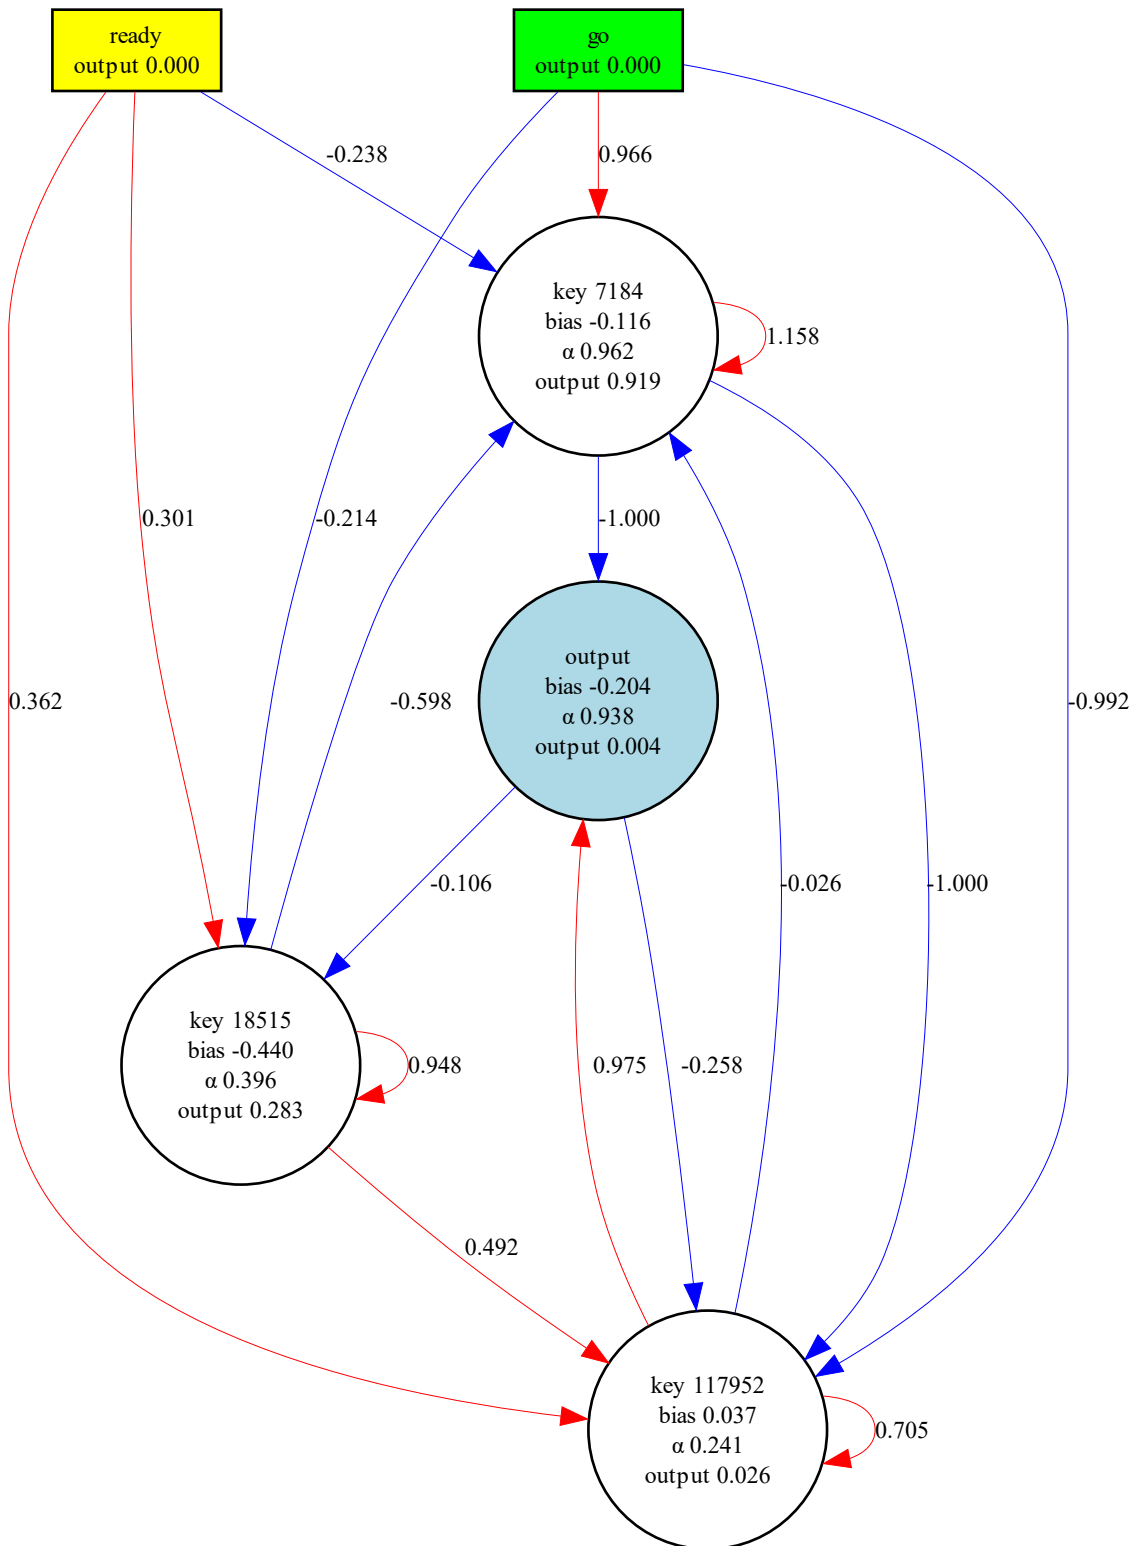 ready
output 0.000
go
output 0.000
-0.238
0.966
key 7184
bias -0.116
α 0.962
output 0.919
1.158
0.301
-0.214
-1.000
output
bias -0.204
α 0.938
output 0.004
0.362
-0.598
-0.992
-0.106
-0.026
-1.000
key 18515
bias -0.440
α 0.396
output 0.283
0.948
0.975
-0.258
0.492
key 117952
bias 0.037
α 0.241
output 0.026
0.705